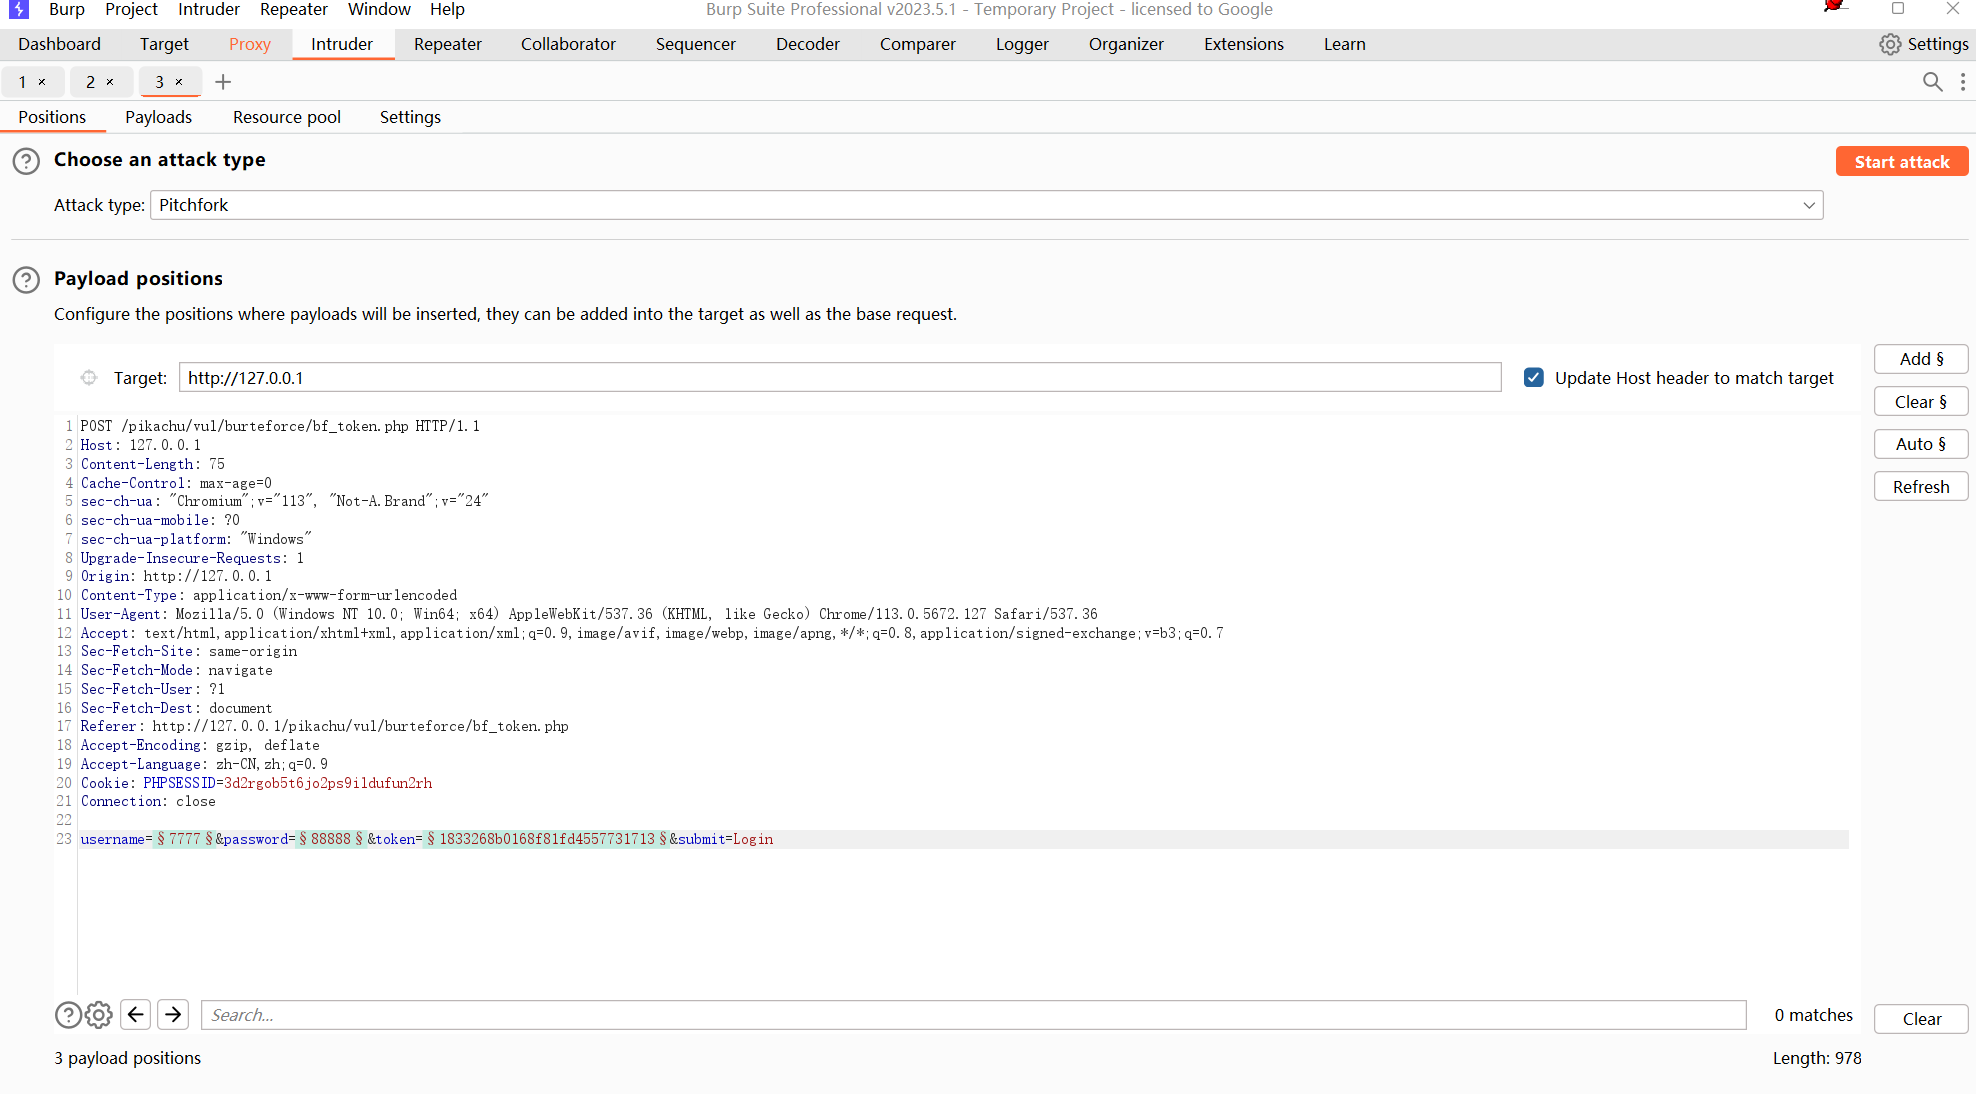 Burp Project Intruder Repeater Window Help Burp Suite Professional v2023.5.1 - Temporary Project - licensed to Google
Dashboard Target Proxy Intruder Repeater Collaborator Sequencer Decoder Comparer Logger Organizer Extensions Learn Settings
1 × 2 × 3 × +
Positions Payloads Resource pool Settings
? Choose an attack type Start attack
Attack type: Pitchfork
? Payload positions
Configure the positions where payloads will be inserted, they can be added into the target as well as the base request.
Target: http://127.0.0.1 Update Host header to match target
Add §
Clear §
Auto §
Refresh
1 POST /pikachu/vul/burteforce/bf_token.php HTTP/1.1
2 Host: 127.0.0.1
3 Content-Length: 75
4 Cache-Control: max-age=0
5 sec-ch-ua: "Chromium";v="113", "Not-A.Brand";v="24"
6 sec-ch-ua-mobile: ?0
7 sec-ch-ua-platform: "Windows"
8 Upgrade-Insecure-Requests: 1
9 Origin: http://127.0.0.1
10 Content-Type: application/x-www-form-urlencoded
11 User-Agent: Mozilla/5.0 (Windows NT 10.0; Win64; x64) AppleWebKit/537.36 (KHTML, like Gecko) Chrome/113.0.5672.127 Safari/537.36
12 Accept: text/html,application/xhtml+xml,application/xml;q=0.9,image/avif,image/webp,image/apng,*/*;q=0.8,application/signed-exchange;v=b3;q=0.7
13 Sec-Fetch-Site: same-origin
14 Sec-Fetch-Mode: navigate
15 Sec-Fetch-User: ?1
16 Sec-Fetch-Dest: document
17 Referer: http://127.0.0.1/pikachu/vul/burteforce/bf_token.php
18 Accept-Encoding: gzip, deflate
19 Accept-Language: zh-CN,zh;q=0.9
20 Cookie: PHPSESSID=3d2rgob5t6jo2ps9ildufun2rh
21 Connection: close
22
23 username=§7777§&password=§88888§&token=§1833268b0168f81fd4557731713§&submit=Login
? Search... 0 matches Clear
3 payload positions Length: 978